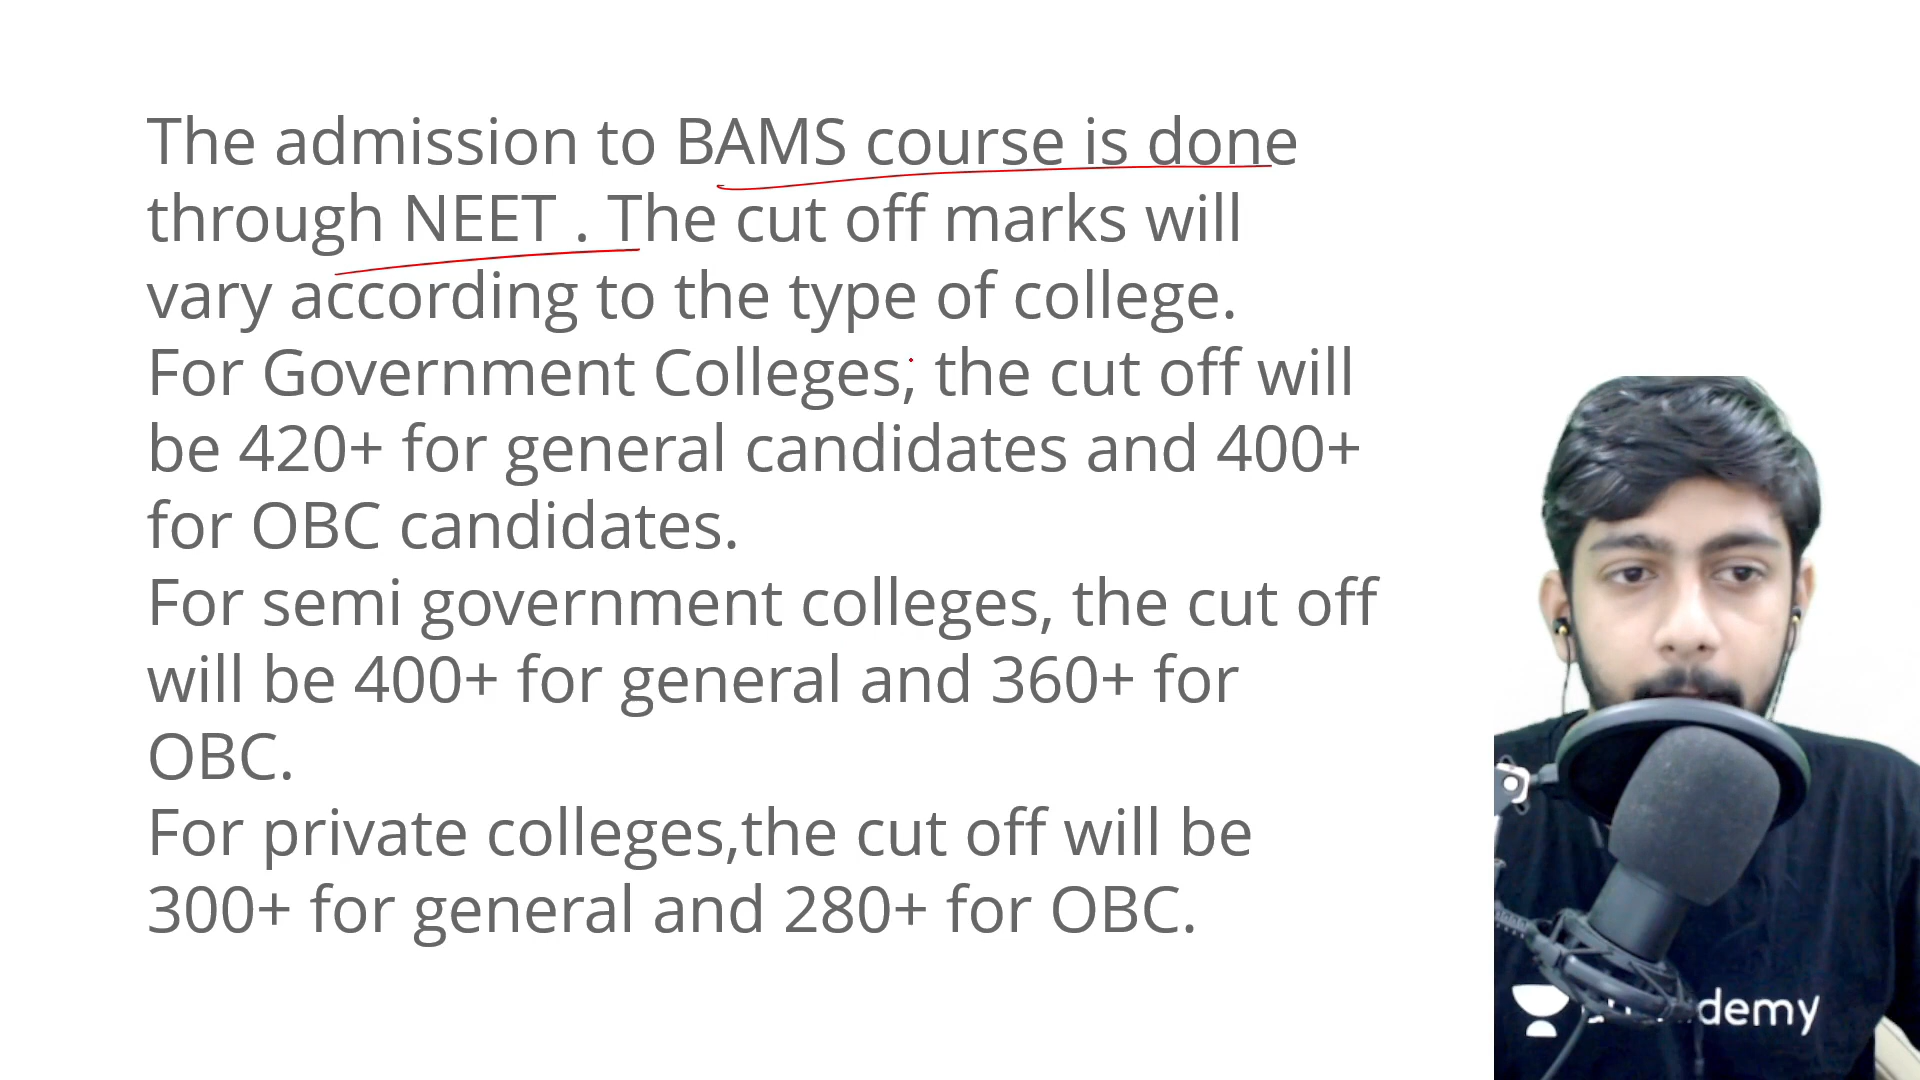 The admission to BAMS course is done
through NEET . The cut off marks will
vary according to the type of college.
For Government Colleges, the cut off will
be 420+ for general candidates and 400+
for OBC candidates.
For semi government colleges, the cut off
will be 400+ for general and 360+ for
OBC.
For private colleges,the cut off will be
300+ for general and 280+ for OBC.
demy